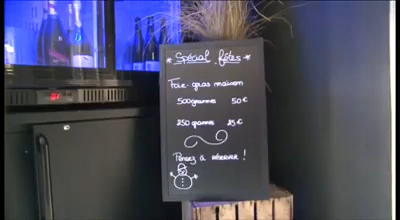 * Spécial fêtes *
Foie-gras maison
500 grammes 50 €
250 grammes 25 €
Pensez à réserver !